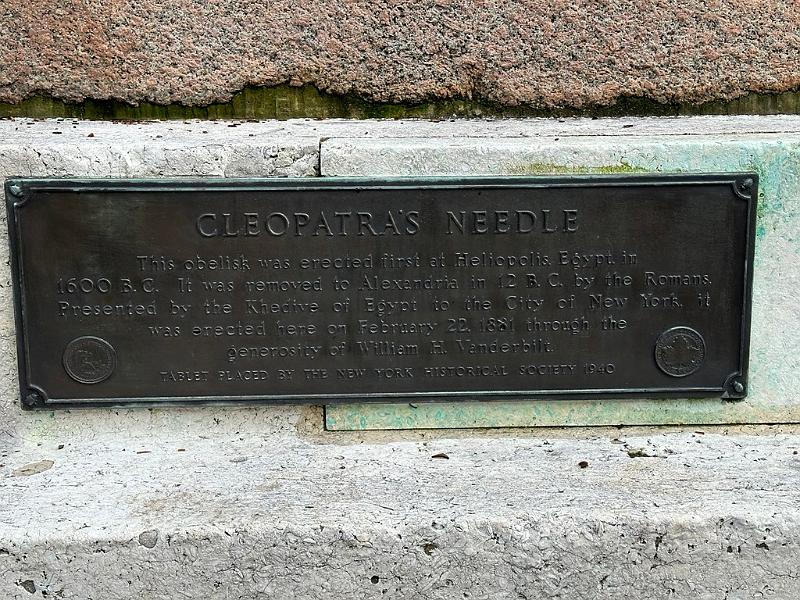 CLEOPATRA'S NEEDLE
This obelisk was erected first at Heliopolis, Egypt in
1600 B.C. It was removed to Alexandria in 12 B.C. by the Romans.
Presented by the Khedive of Egypt to the City of New York, it
was erected here on February 22, 1881 through the
generosity of William H. Vanderbilt.
TABLET PLACED BY THE NEW YORK HISTORICAL SOCIETY 1940